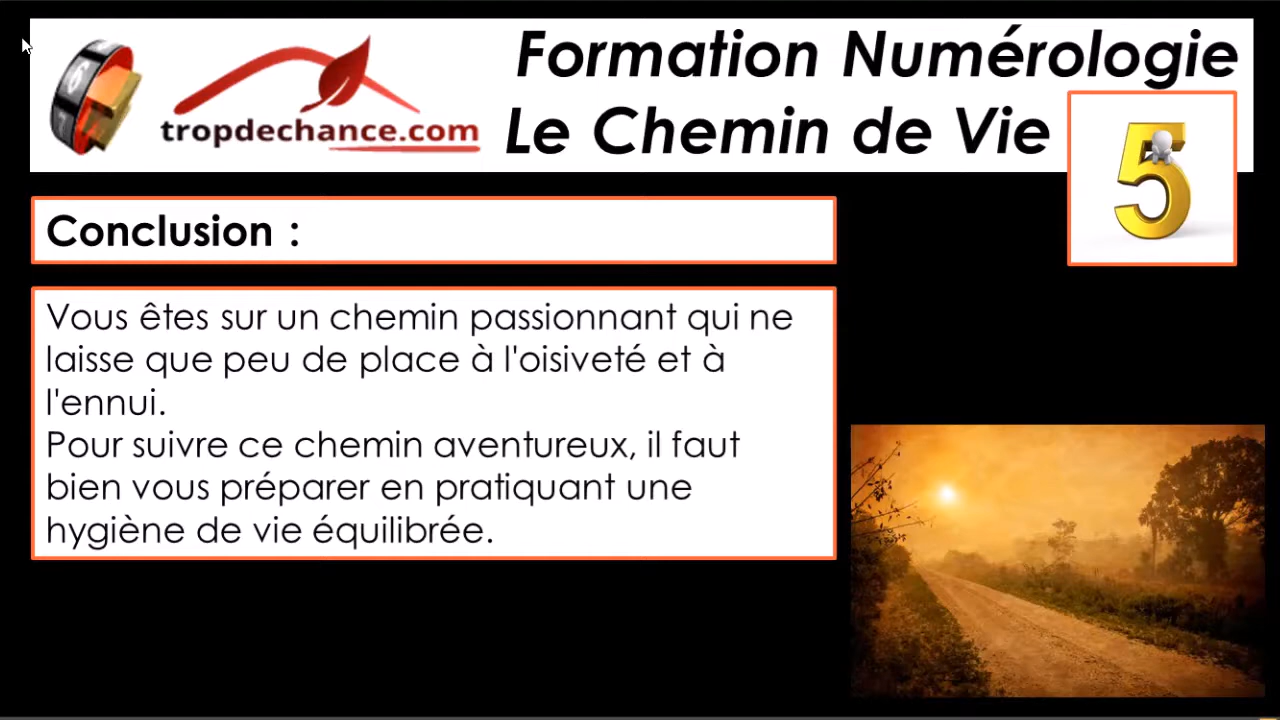 Formation Numérologie
tropdechance.com
Le Chemin de Vie
5
6
Conclusion :
Vous êtes sur un chemin passionnant qui ne
laisse que peu de place à l'oisiveté et à
l'ennui.
Pour suivre ce chemin aventureux, il faut
bien vous préparer en pratiquant une
hygiène de vie équilibrée.